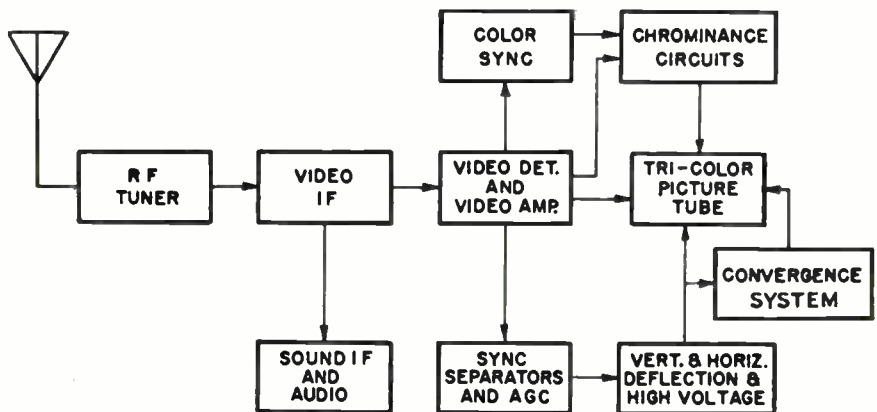 COLOR
SYNC
CHROMINANCE
CIRCUITS
RF
TUNER
VIDEO
IF
VIDEO DET.
AND
VIDEO AMP.
TRI-COLOR
PICTURE
TUBE
CONVERGENCE
SYSTEM
SOUND IF
AND
AUDIO
SYNC
SEPARATORS
AND AGC
VERT. & HORIZ.
DEFLECTION &
HIGH VOLTAGE